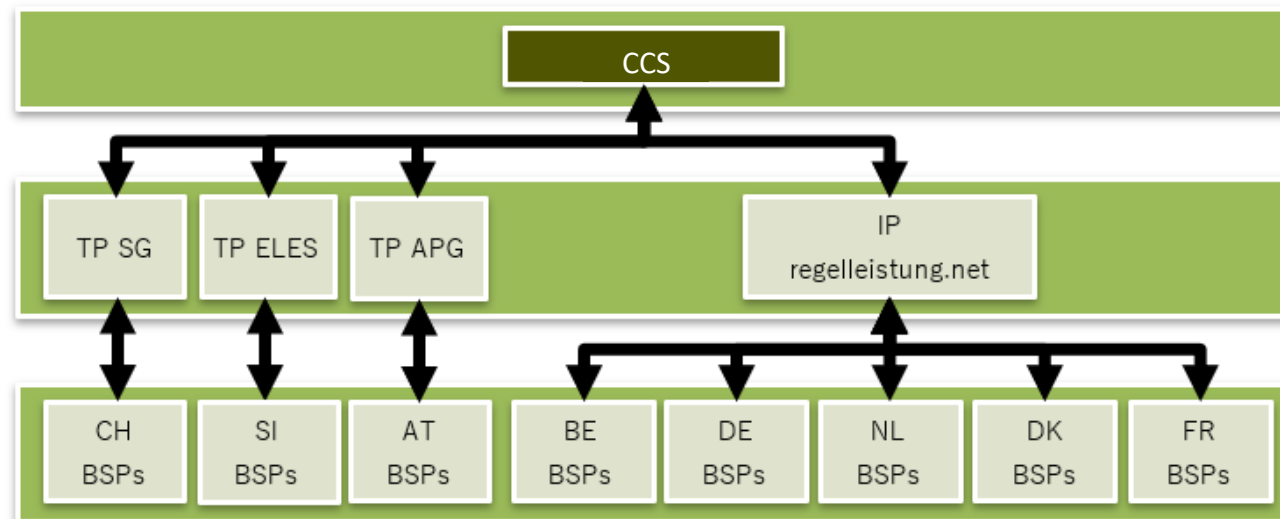 CCS
TP SG
TP ELES
TP APG
IP
regelleistung.net
CH
BSPs
SI
BSPs
AT
BSPs
BE
BSPs
DE
BSPs
NL
BSPs
DK
BSPs
FR
BSPs